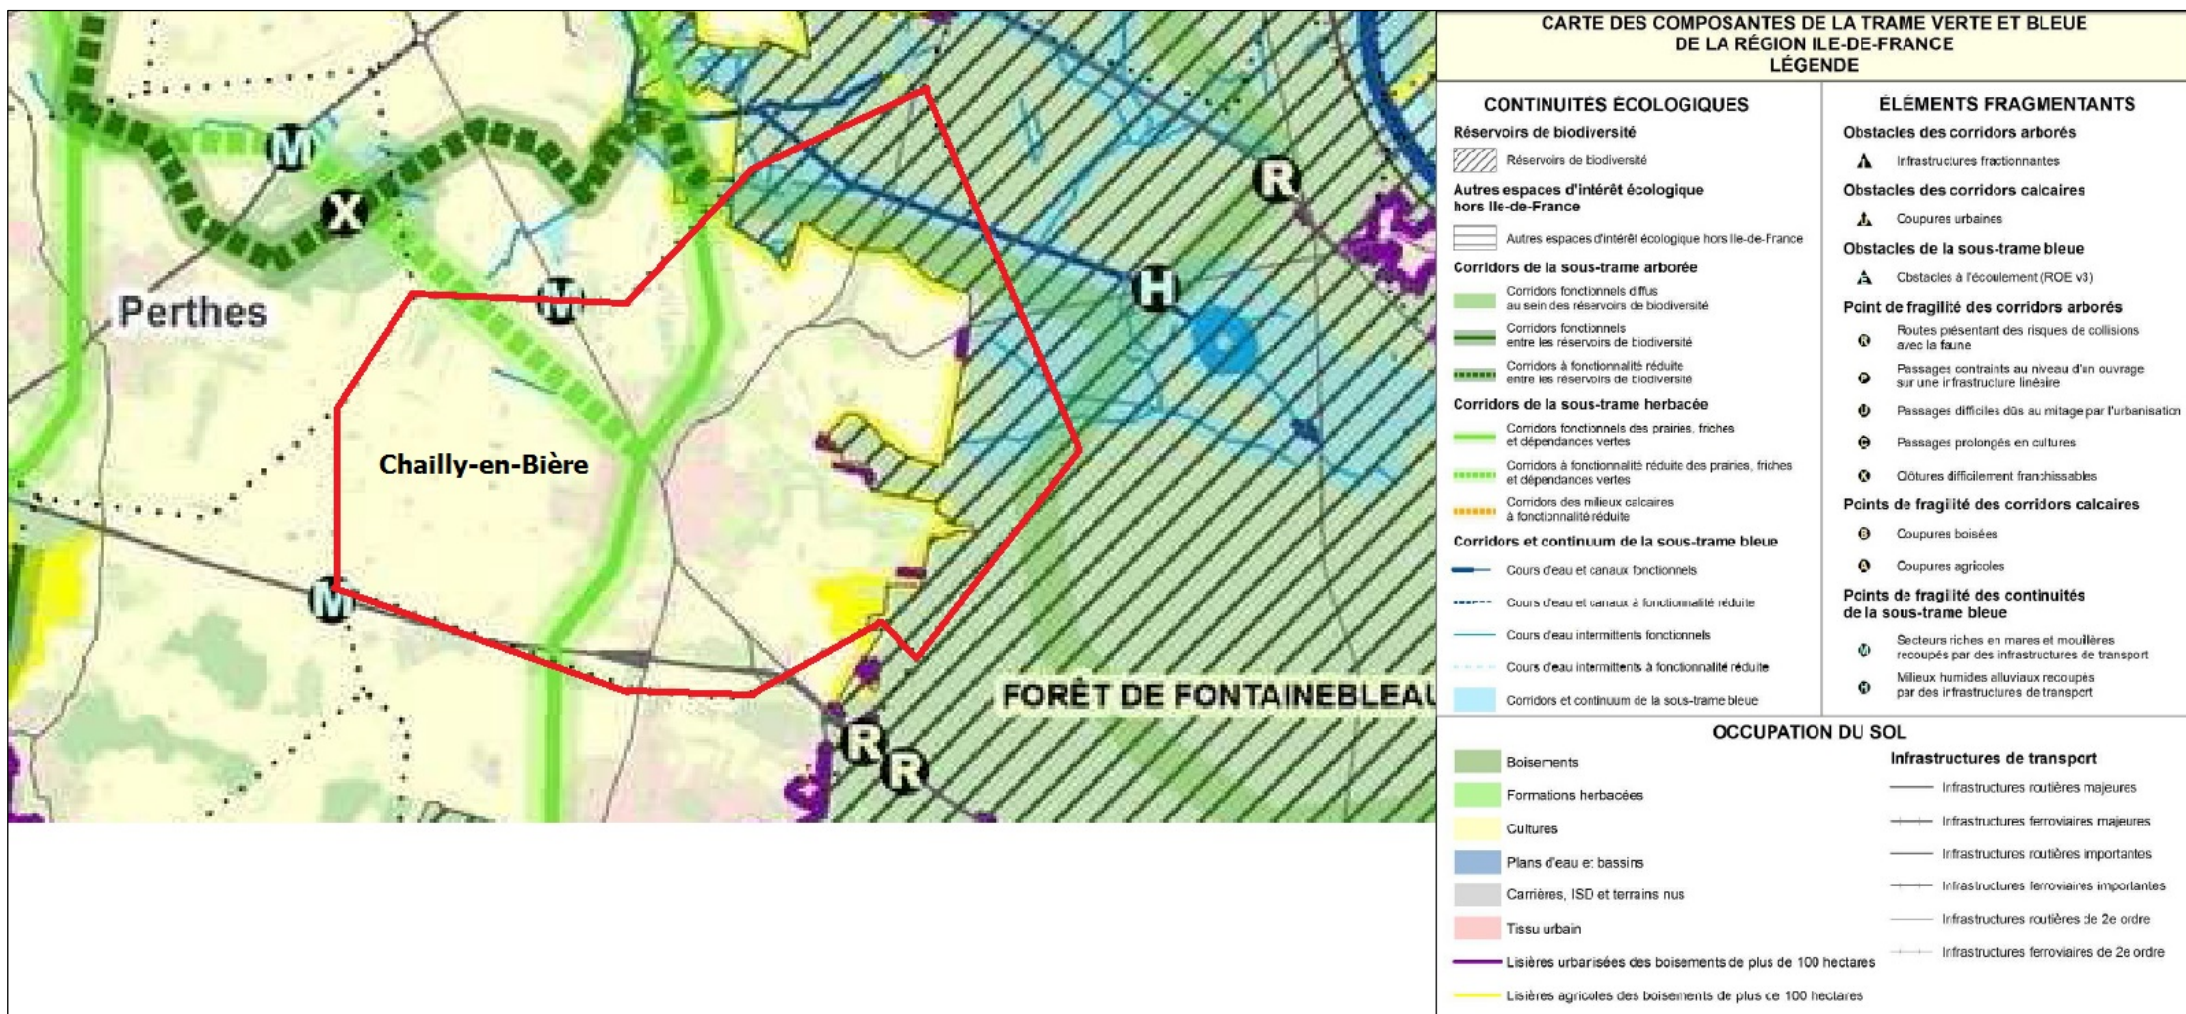 M
X
M
Perthes
Chailly-en-Bière
M
R
H
FORÊT DE FONTAINEBLEAU
R
R
CARTE DES COMPOSANTES DE LA TRAME VERTE ET BLEUE
DE LA RÉGION ILE-DE-FRANCE
LÉGENDE
CONTINUITÉS ÉCOLOGIQUES
Réservoirs de biodiversité
Réservoirs de biodiversité
Autres espaces d'intérêt écologique
hors Ile-de-France
Autres espaces d'intérêt écologique hors Ile-de-France
Corridors de la sous-trame arborée
Corridors fonctionnels diffus
au sein des réservoirs de biodiversité
Corridors fonctionnels
entre les réservoirs de biodiversité
Corridors à fonctionnalité réduite
entre les réservoirs de biodiversité
Corridors de la sous-trame herbacée
Corridors fonctionnels des prairies, friches
et dépendances vertes
Corridors à fonctionnalité réduite des prairies, friches
et dépendances vertes
Corridors des milieux calcaires
à fonctionnalité réduite
Corridors et continuum de la sous-trame bleue
Cours d'eau et canaux fonctionnels
Cours d'eau et canaux à fonctionnalité réduite
Cours d'eau intermittents fonctionnels
Cours d'eau intermittents à fonctionnalité réduite
Corridors et continuum de la sous-trame bleue
ÉLÉMENTS FRAGMENTANTS
Obstacles des corridors arborés
Infrastructures fractionnantes
Obstacles des corridors calcaires
Coupures urbaines
Obstacles de la sous-trame bleue
Obstacles à l'écoulement (ROE v3)
Point de fragilité des corridors arborés
R Routes présentant des risques de collisions
avec la faune
P Passages contraints au niveau d'un ouvrage
sur une infrastructure linéaire
U Passages difficiles dûs au mitage par l'urbanisation
C Passages prolongés en cultures
X Clôtures difficilement franchissables
Points de fragilité des corridors calcaires
B Coupures boisées
A Coupures agricoles
Points de fragilité des continuités
de la sous-trame bleue
M Secteurs riches en mares et mouillères
recoupés par des infrastructures de transport
H Milieux humides alluviaux recoupés
par des infrastructures de transport
OCCUPATION DU SOL
Boisements
Formations herbacées
Cultures
Plans d'eau et bassins
Carrières, ISD et terrains nus
Tissu urbain
Lisières urbanisées des boisements de plus de 100 hectares
Lisières agricoles des boisements de plus de 100 hectares
Infrastructures de transport
Infrastructures routières majeures
Infrastructures ferroviaires majeures
Infrastructures routières importantes
Infrastructures ferroviaires importantes
Infrastructures routières de 2e ordre
Infrastructures ferroviaires de 2e ordre